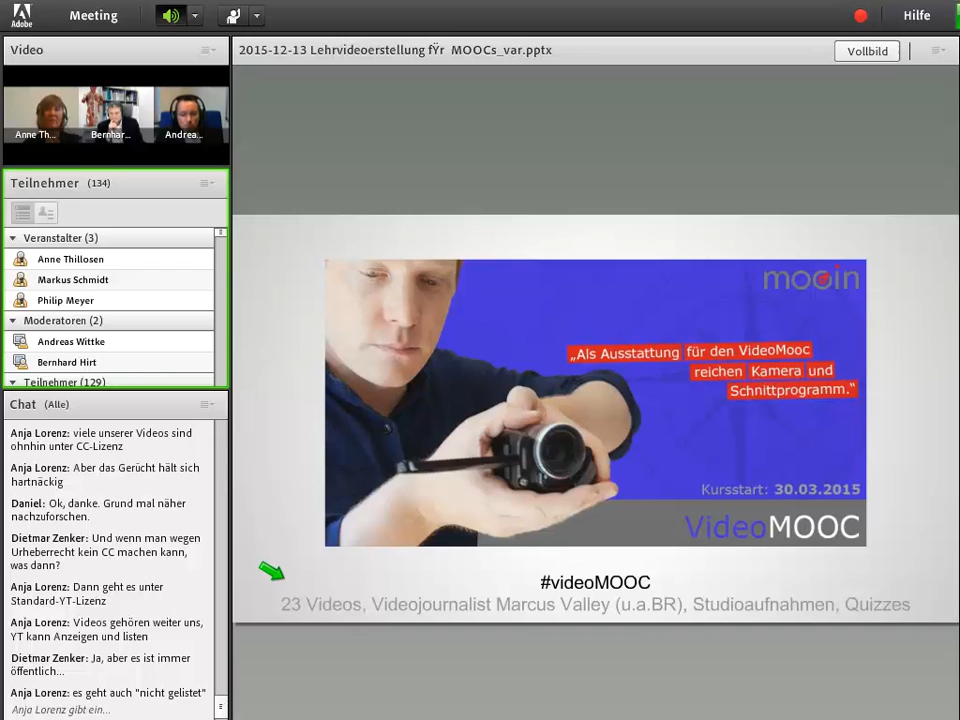 Adobe
Meeting
Hilfe
Video
Anne Th...
Bernhar...
Andrea...
Teilnehmer (134)
Veranstalter (3)
Anne Thillosen
Markus Schmidt
Philip Meyer
Moderatoren (2)
Andreas Wittke
Bernhard Hirt
Teilnehmer (129)
Chat (Alle)
Anja Lorenz: viele unserer Videos sind
ohnhin unter CC-Lizenz
Anja Lorenz: Aber das Gerücht hält sich
hartnäckig
Daniel: Ok, danke. Grund mal näher
nachzuforschen.
Dietmar Zenker: Und wenn man wegen
Urheberrecht kein CC machen kann,
was dann?
Anja Lorenz: Dann geht es unter
Standard-YT-Lizenz
Anja Lorenz: Videos gehören weiter uns,
YT kann Anzeigen und listen
Dietmar Zenker: Ja, aber es ist immer
öffentlich...
Anja Lorenz: es geht auch "nicht gelistet"
Anja Lorenz gibt ein...
2015-12-13 Lehrvideoerstellung fŸr MOOCs_var.pptx
Vollbild
mooin
„Als Ausstattung für den VideoMooc
reichen Kamera und
Schnittprogramm.“
Kursstart: 30.03.2015
VideoMOOC
#videoMOOC
23 Videos, Videojournalist Marcus Valley (u.a.BR), Studioaufnahmen, Quizzes